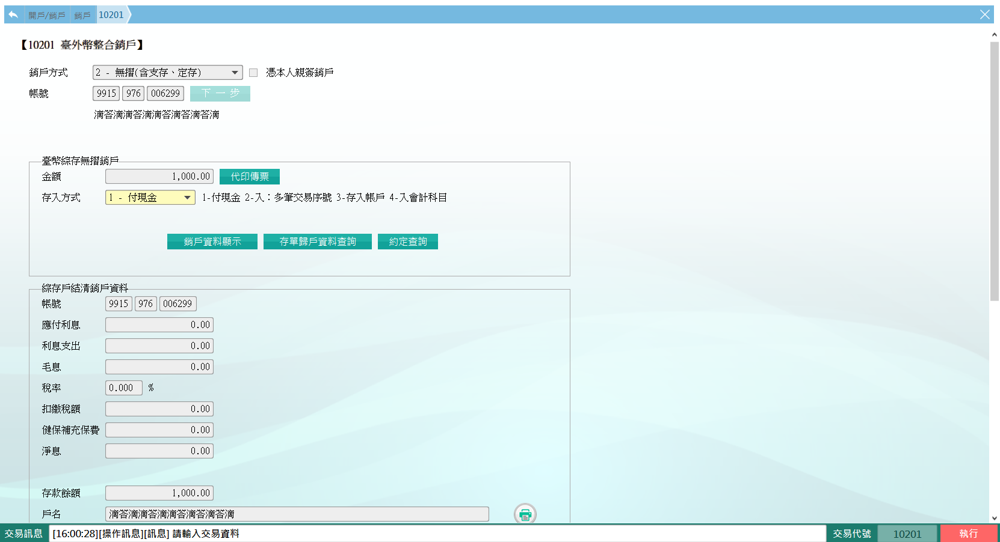 開戶/銷戶 銷戶 10201
【10201 臺外幣整合銷戶】
銷戶方式 2 - 無摺(含支存、定存) 憑本人親簽銷戶
帳號 9915 976 006299 下一步
滴答滴滴答滴滴答滴答滴答滴
臺幣綜存無摺銷戶
金額 1,000.00 代印傳票
存入方式 1 - 付現金 1-付現金 2-入：多筆交易序號 3-存入帳戶 4-入會計科目
銷戶資料顯示 存單歸戶資料查詢 約定查詢
綜存戶結清銷戶資料
帳號 9915 976 006299
應付利息 0.00
利息支出 0.00
毛息 0.00
稅率 0.000 %
扣繳稅額 0.00
健保補充保費 0.00
淨息 0.00
存款餘額 1,000.00
戶名 滴答滴滴答滴滴答滴答滴答滴
交易訊息 [16:00:28][操作訊息][訊息] 請輸入交易資料 交易代號 10201 執行